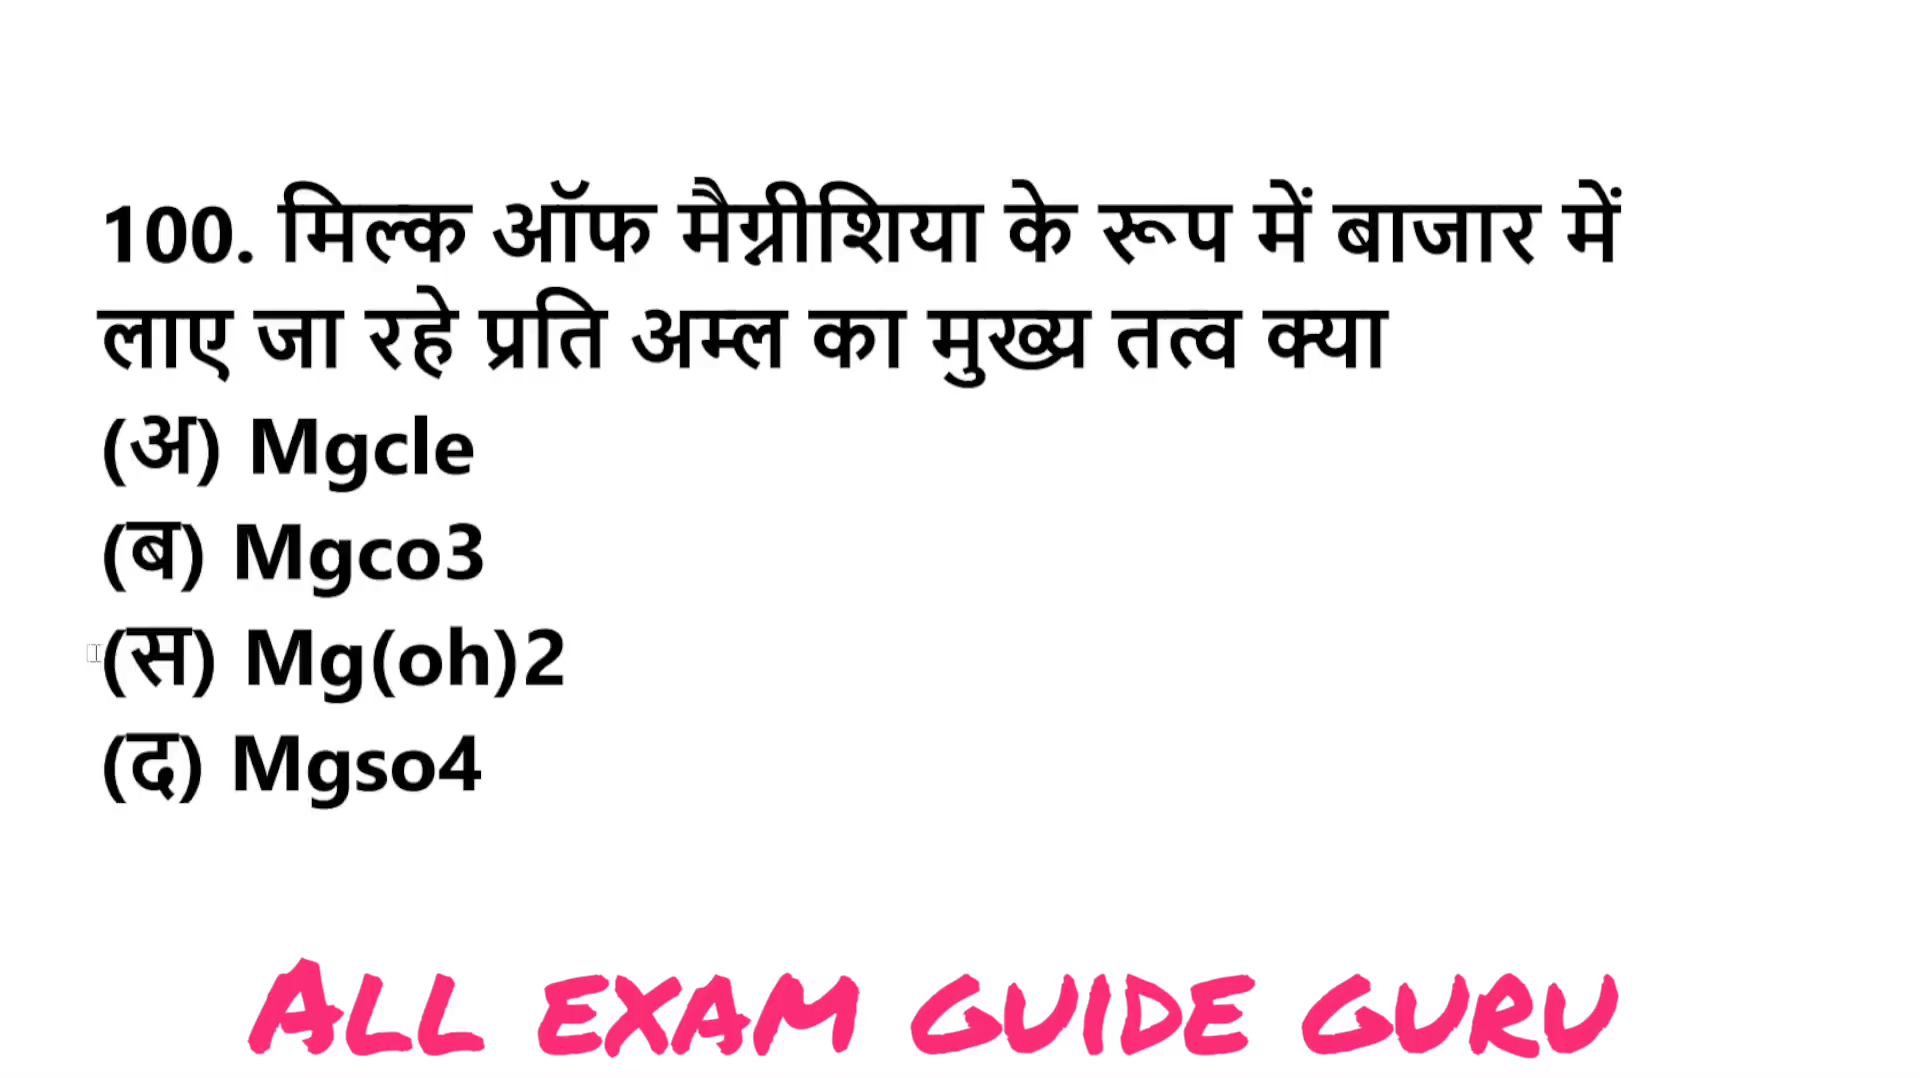 100. मिल्क ऑफ मैग्नीशिया के रूप में बाजार में
लाए जा रहे प्रति अम्ल का मुख्य तत्व क्या
(अ) Mgcle
(ब) Mgco3
(स) Mg(oh)2
(द) Mgso4
ALL EXAM GUIDE GURU